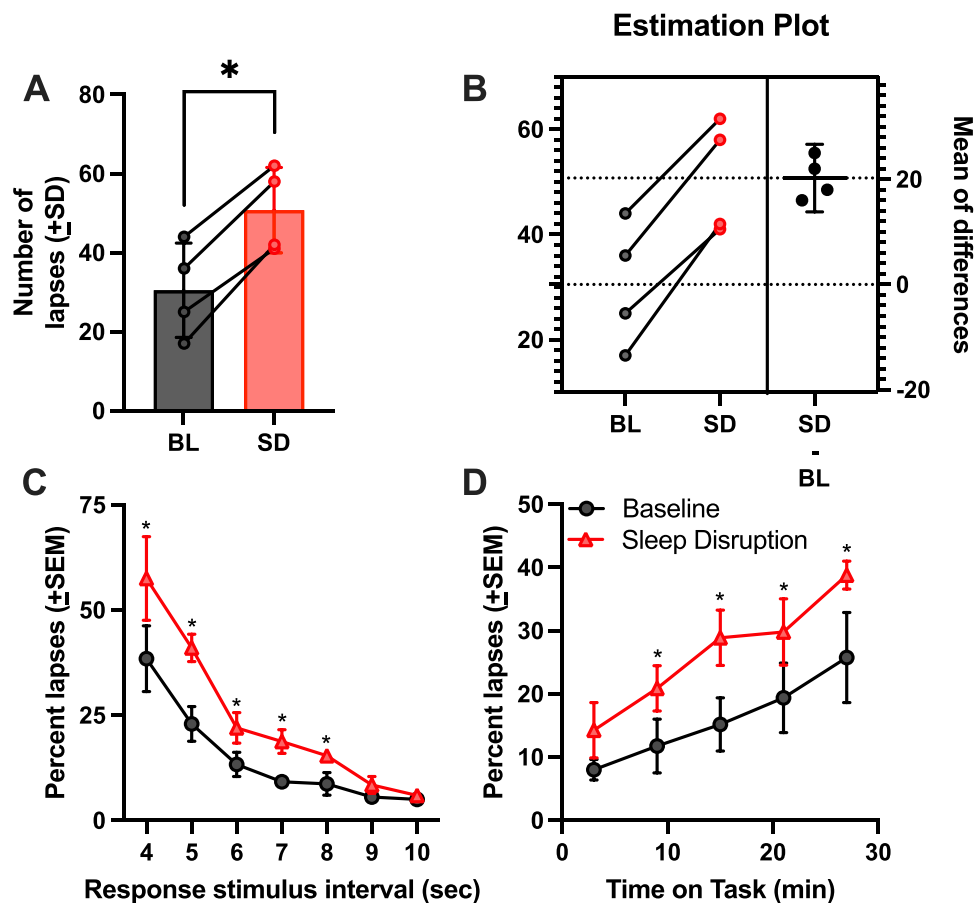 Estimation Plot
A
*
Number of
lapses (±SD)
80
60
40
20
0
BL
SD
B
60
40
20
20
0
-20
Mean of differences
BL
SD
SD
-
BL
C
Percent lapses (±SEM)
75
50
25
0
*
*
*
*
*
4 5 6 7 8 9 10
Response stimulus interval (sec)
D
Baseline
Sleep Disruption
Percent lapses (±SEM)
50
40
30
20
10
0
*
*
*
*
0 10 20 30
Time on Task (min)